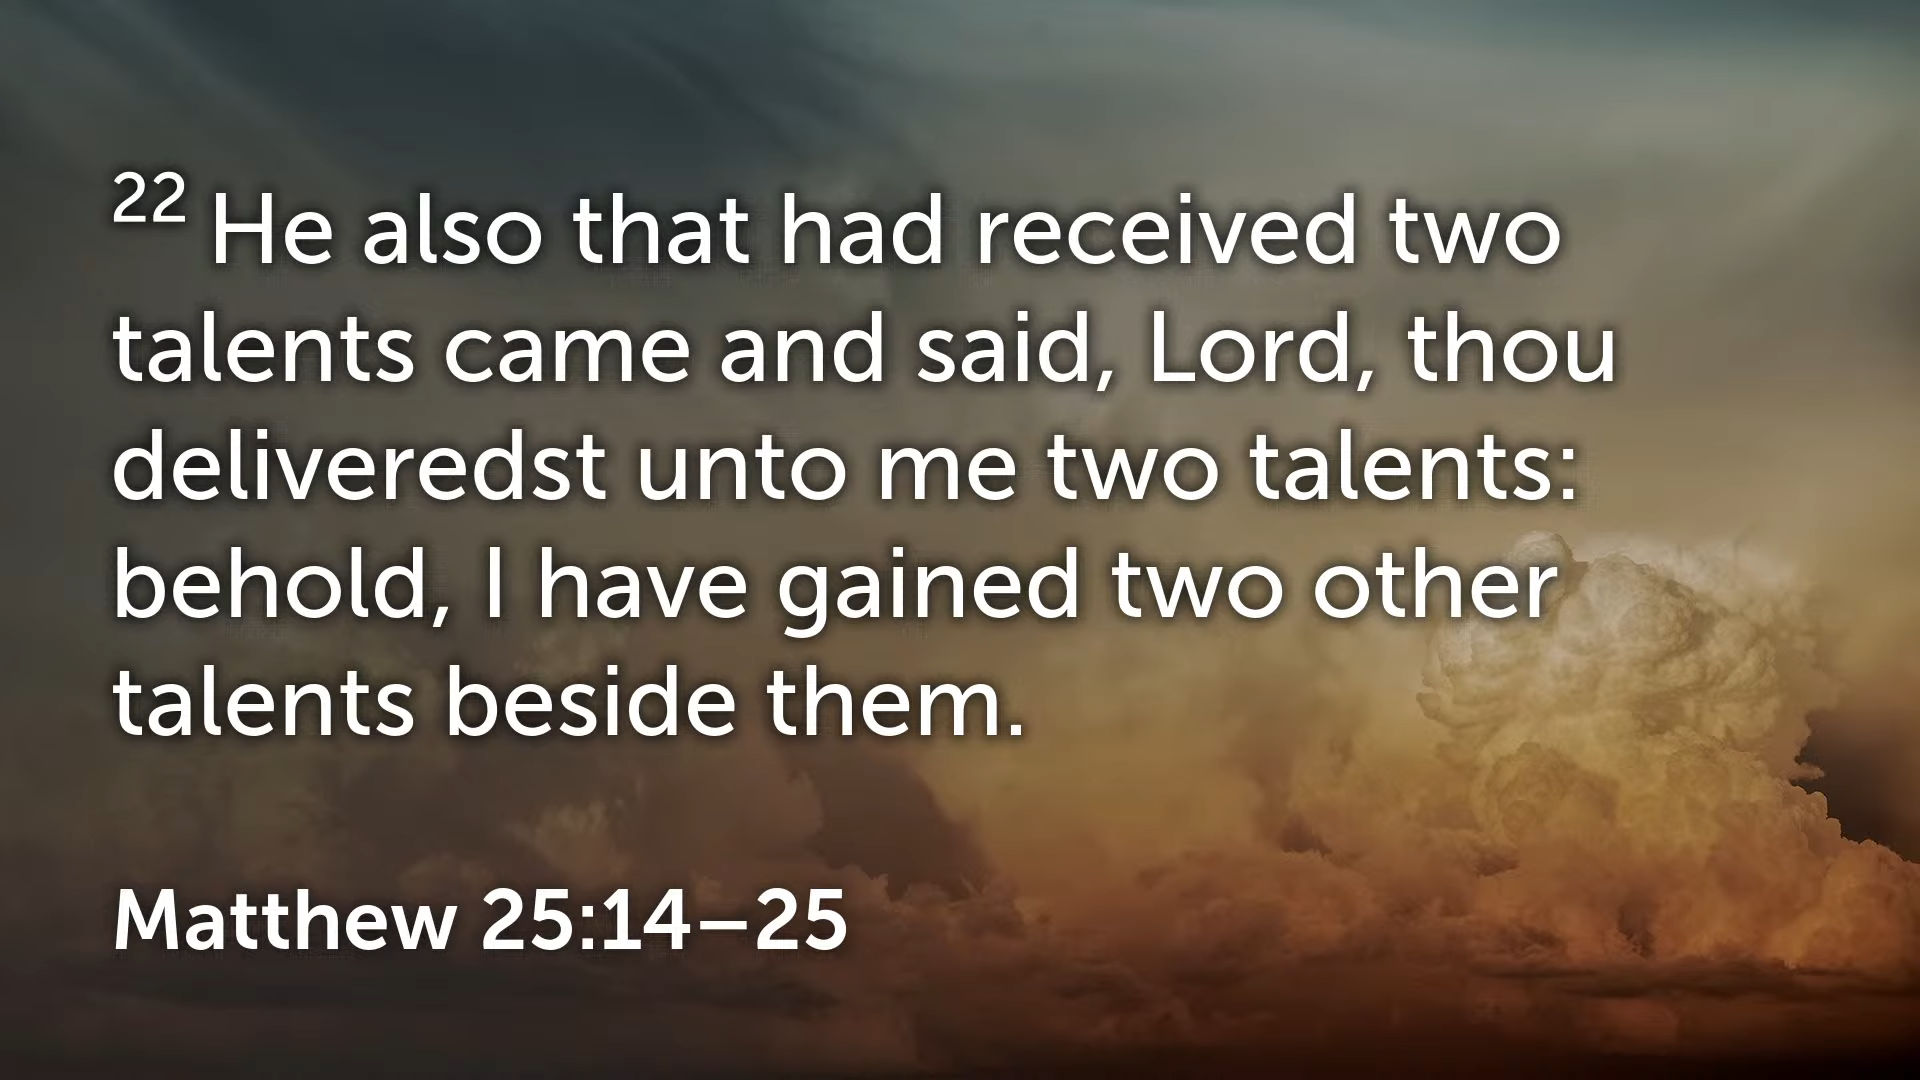 22 He also that had received two
talents came and said, Lord, thou
deliveredst unto me two talents:
behold, I have gained two other
talents beside them.
Matthew 25:14–25